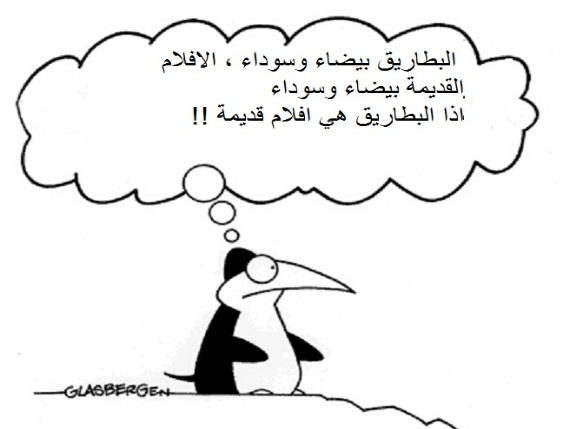 البطاريق بيضاء وسوداء ، الافلام
القديمة بيضاء وسوداء
اذا البطاريق هي افلام قديمة !!
GLASBERGEN